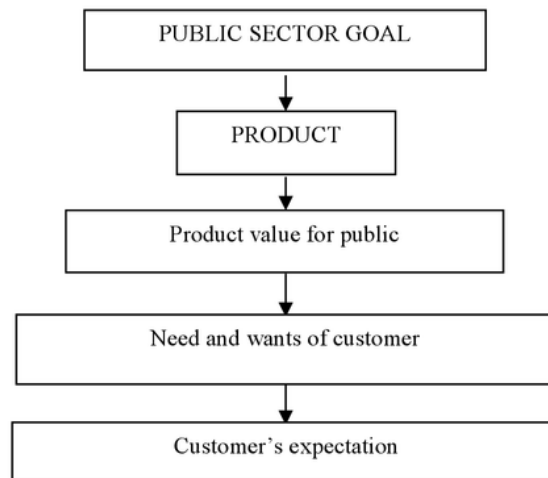 PUBLIC SECTOR GOAL
PRODUCT
Product value for public
Need and wants of customer
Customer’s expectation